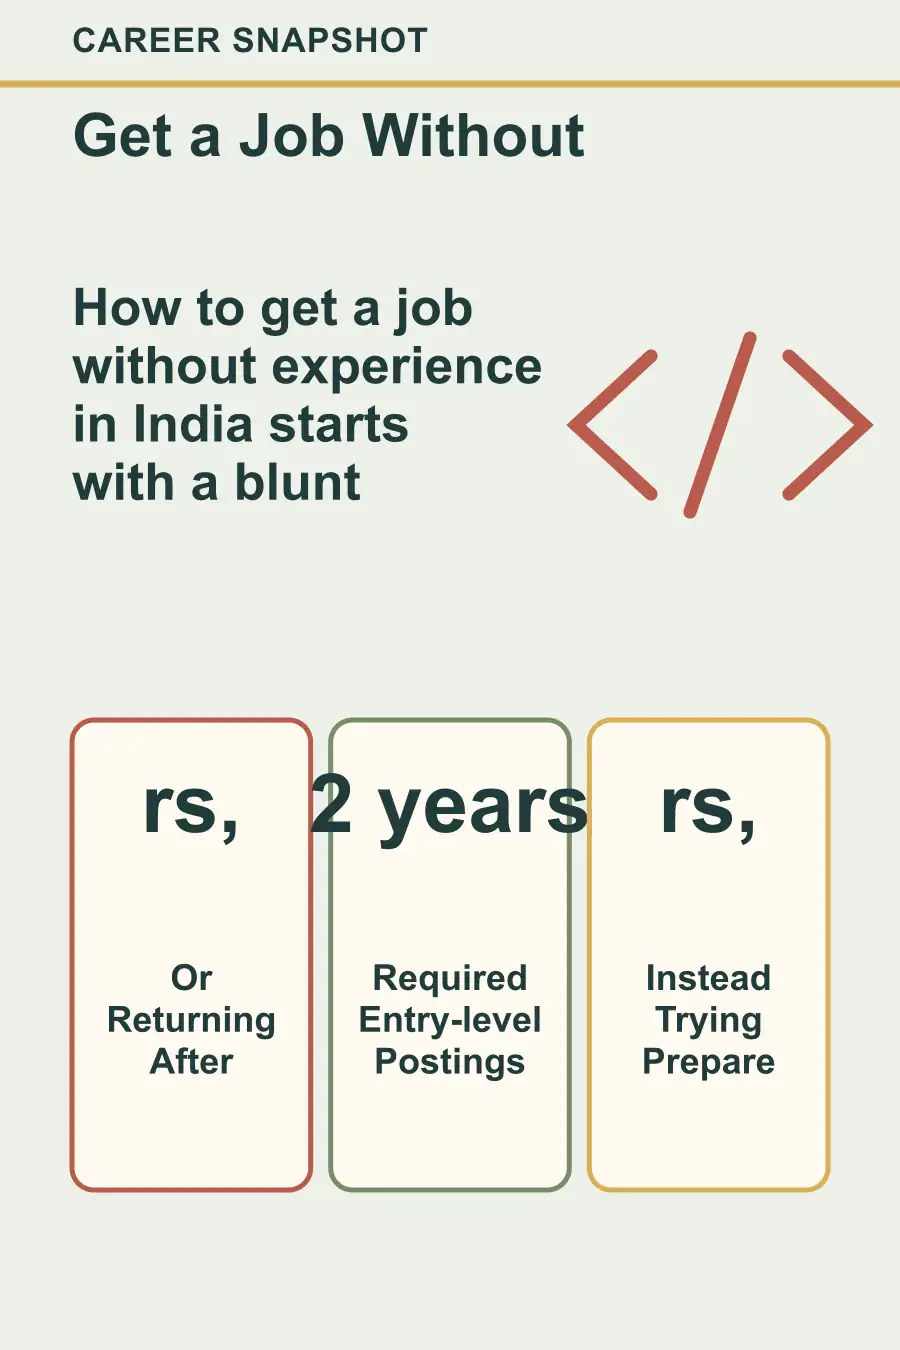 CAREER SNAPSHOT
Get a Job Without
How to get a job
without experience
in India starts
with a blunt
rs,
Or
Returning
After
2 years
Required
Entry-level
Postings
rs,
Instead
Trying
Prepare